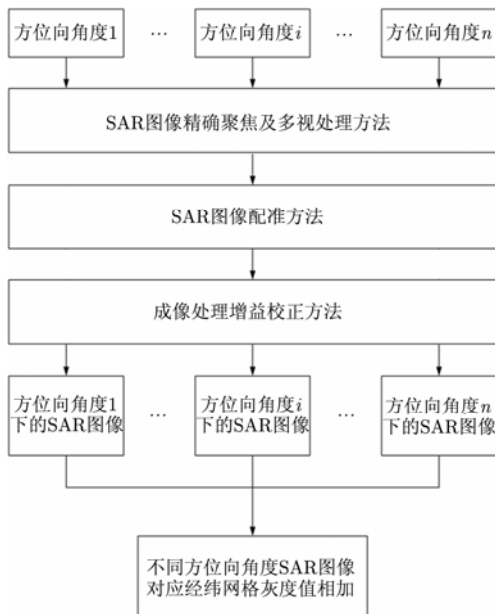 方位向角度1 … 方位向角度i … 方位向角度n
SAR图像精确聚焦及多视处理方法
SAR图像配准方法
成像处理增益校正方法
方位向角度1
下的SAR图像
…
方位向角度i
下的SAR图像
…
方位向角度n
下的SAR图像
不同方位向角度SAR图像
对应经纬网格灰度值相加